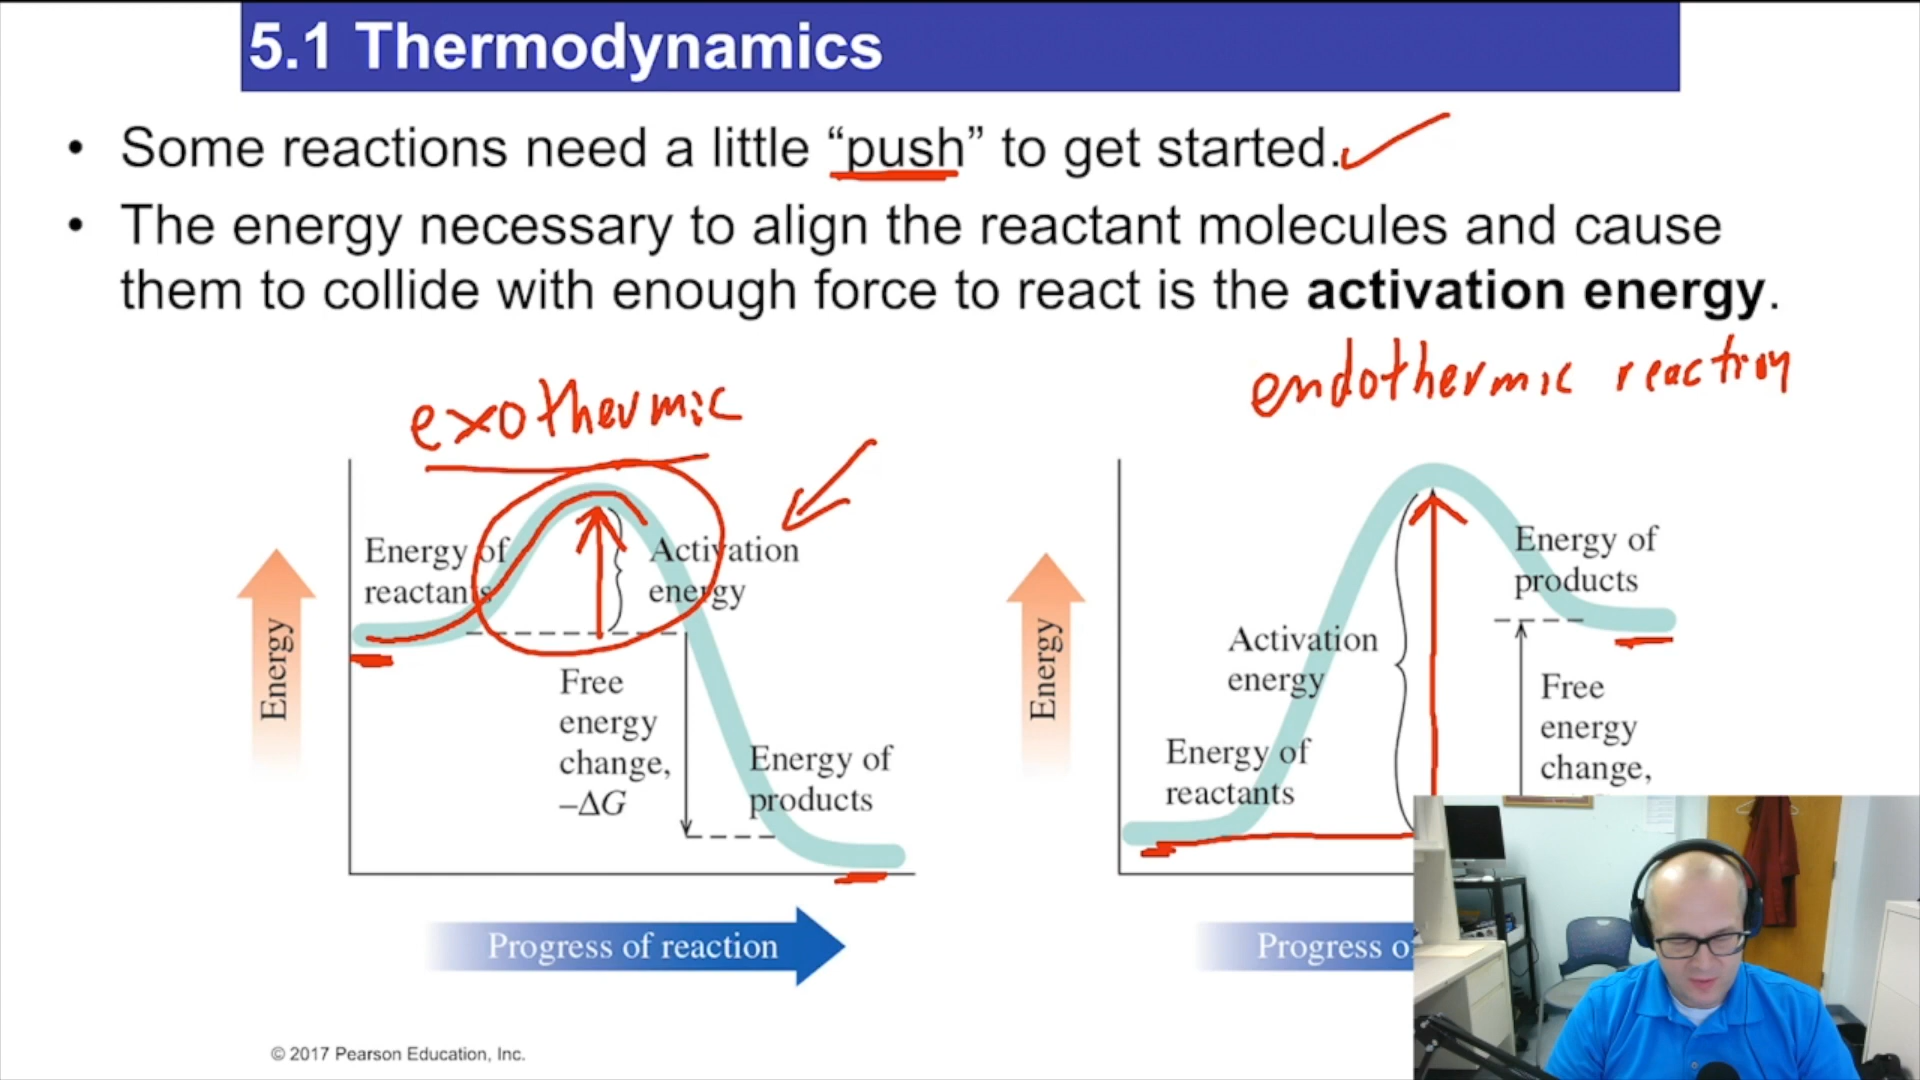 5.1 Thermodynamics
• Some reactions need a little “push” to get started.
• The energy necessary to align the reactant molecules and cause
them to collide with enough force to react is the activation energy.
exothermic
endothermic reaction
Energy
Energy of
reactants
Activation
energy
Free
energy
change,
–ΔG
Energy of
products
Progress of reaction
Energy
Energy of
reactants
Activation
energy
Energy of
products
Free
energy
change,
Progress o
© 2017 Pearson Education, Inc.